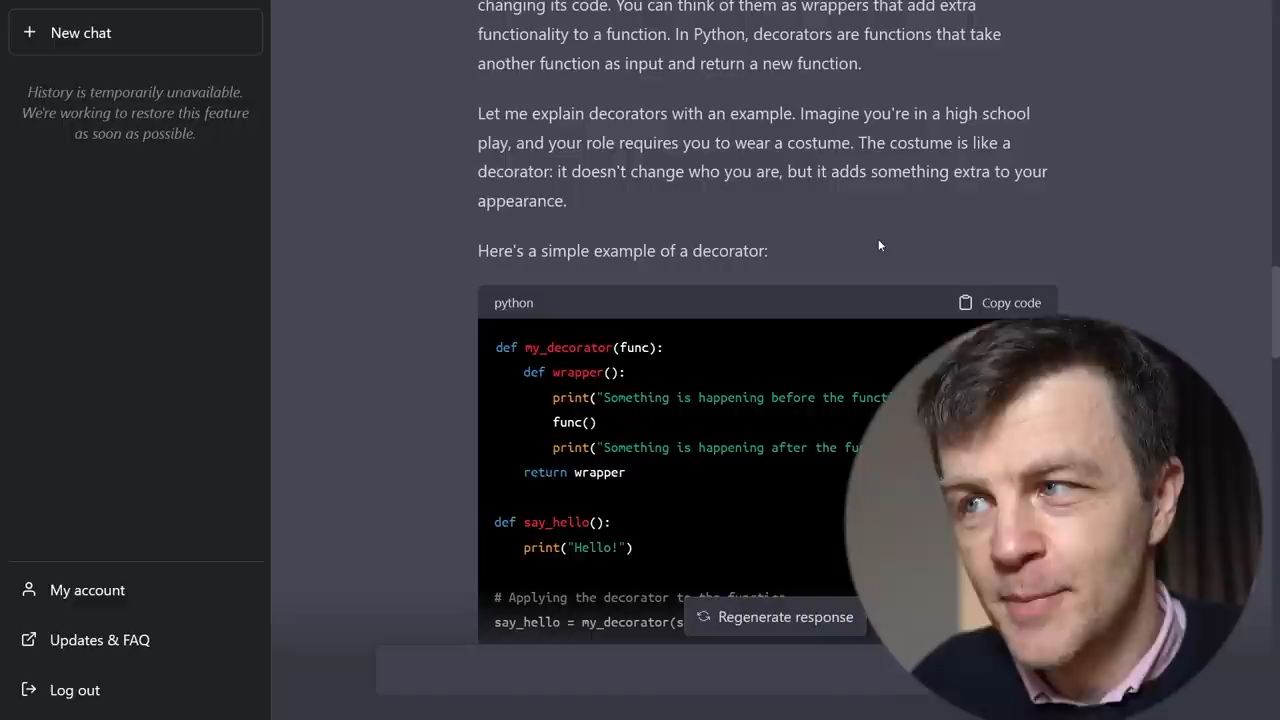 New chat
History is temporarily unavailable.
We're working to restore this feature
as soon as possible.
My account
Updates & FAQ
Log out
changing its code. You can think of them as wrappers that add extra
functionality to a function. In Python, decorators are functions that take
another function as input and return a new function.
Let me explain decorators with an example. Imagine you're in a high school
play, and your role requires you to wear a costume. The costume is like a
decorator: it doesn't change who you are, but it adds something extra to your
appearance.
Here's a simple example of a decorator:
python
Copy code
def my_decorator(func):
def wrapper():
print("Something is happening before the
func()
print("Something is happening after the
return wrapper
def say_hello():
print("Hello!")
# Applying the decorator to the function
say_hello = my_decorator(s
Regenerate response